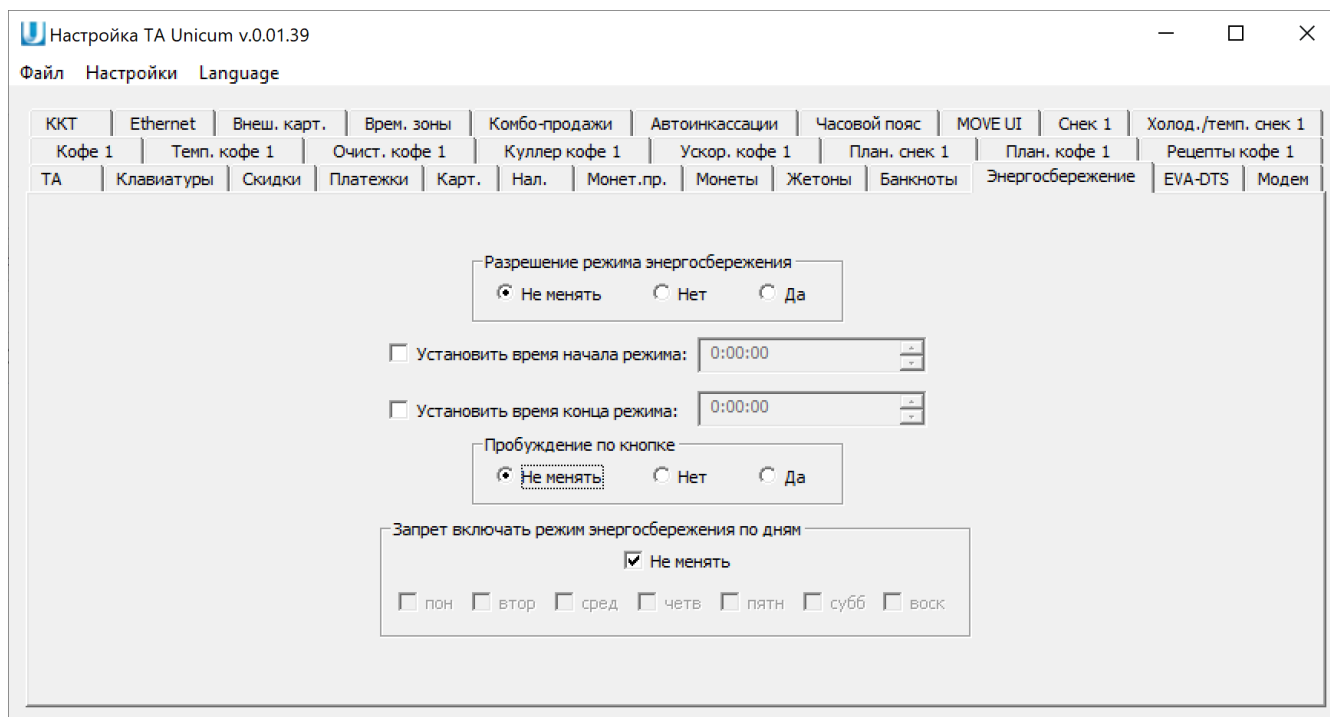 Настройка TA Unicum v.0.01.39
Файл Настройки Language
ККТ Ethernet Внеш. карт. Врем. зоны Комбо-продажи Автоинкассации Часовой пояс MOVE UI Снек 1 Холод./темп. снек 1
Кофе 1 Темп. кофе 1 Очист. кофе 1 Куллер кофе 1 Ускор. кофе 1 План. снек 1 План. кофе 1 Рецепты кофе 1
ТА Клавиатуры Скидки Платежки Карт. Нал. Монет.пр. Монеты Жетоны Банкноты Энергосбережение EVA-DTS Модем
Разрешение режима энергосбережения
Не менять Нет Да
Установить время начала режима: 0:00:00
Установить время конца режима: 0:00:00
Пробуждение по кнопке
Не менять Нет Да
Запрет включать режим энергосбережения по дням
Не менять
пон втор сред четв пятн субб воск